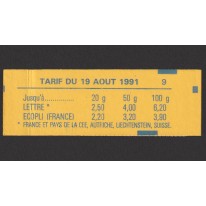 TARIF DU 19 AOUT 1991 9
Jusqu'à............ 20 g 50 g 100 g
LETTRE * 2,50 4,00 6,20
ECOPLI (FRANCE) 2,20 3,20 3,90
* FRANCE ET PAYS DE LA CEE, AUTRICHE, LIECHTENSTEIN, SUISSE.